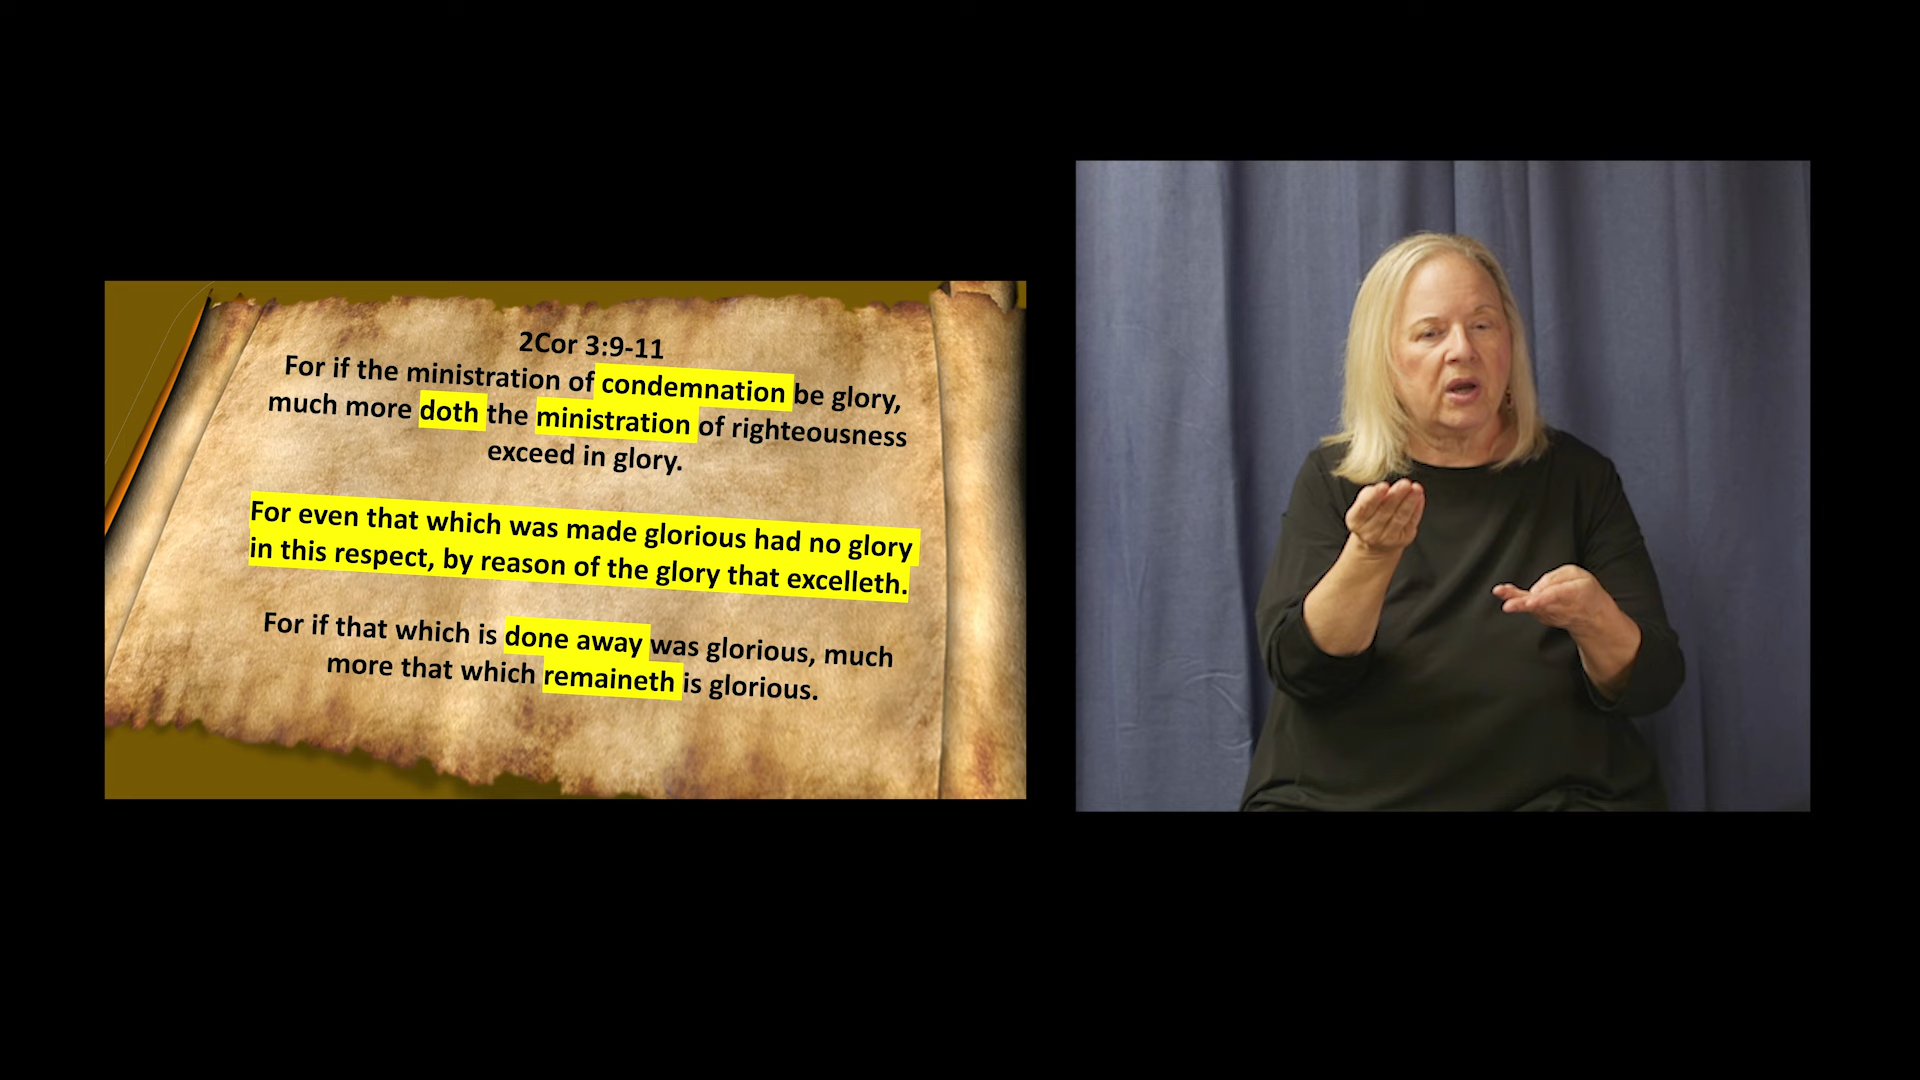 2Cor 3:9-11
For if the ministration of condemnation be glory,
much more doth the ministration of righteousness
exceed in glory.
For even that which was made glorious had no glory
in this respect, by reason of the glory that excelleth.
For if that which is done away was glorious, much
more that which remaineth is glorious.